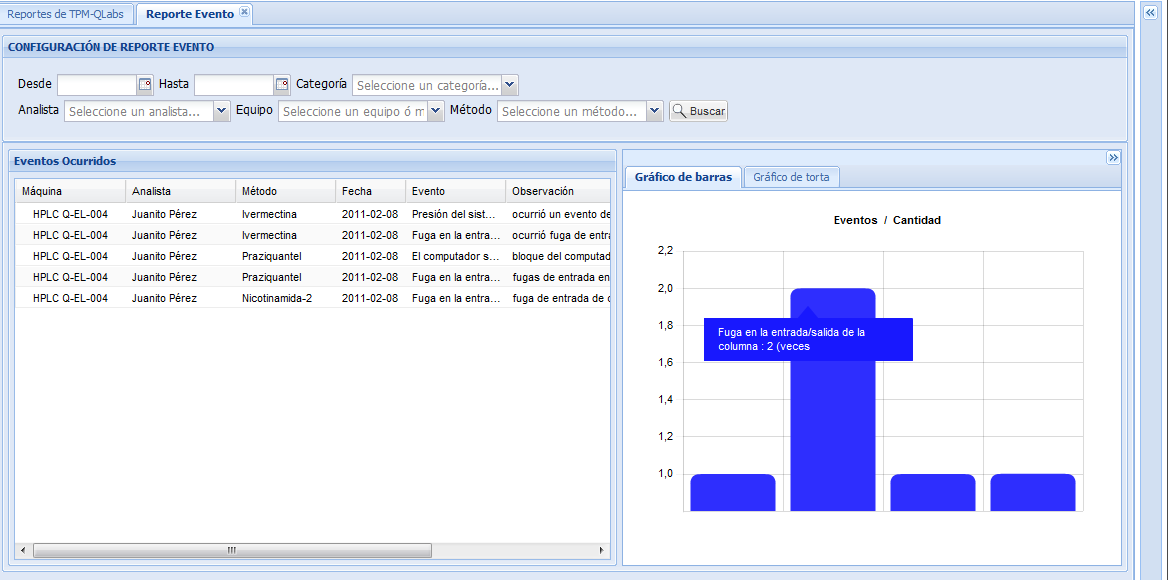 Reportes de TPM-QLabs Reporte Evento
CONFIGURACIÓN DE REPORTE EVENTO
Desde Hasta Categoría Seleccione un categoría...
Analista Seleccione un analista... Equipo Seleccione un equipo ó m Método Seleccione un método... Buscar
Eventos Ocurridos
Máquina Analista Método Fecha Evento Observación
HPLC Q-EL-004 Juanito Pérez Ivermectina 2011-02-08 Presión del sist... ocurrió un evento de
HPLC Q-EL-004 Juanito Pérez Ivermectina 2011-02-08 Fuga en la entra... ocurrió fuga de entra
HPLC Q-EL-004 Juanito Pérez Praziquantel 2011-02-08 El computador s... bloque del computad
HPLC Q-EL-004 Juanito Pérez Praziquantel 2011-02-08 Fuga en la entra... fugas de entrada en
HPLC Q-EL-004 Juanito Pérez Nicotinamida-2 2011-02-08 Fuga en la entra... fuga de entrada de c
Gráfico de barras Gráfico de torta
Eventos / Cantidad
2,2
2,0
1,8
1,6
1,4
1,2
1,0
Fuga en la entrada/salida de la
columna : 2 (veces